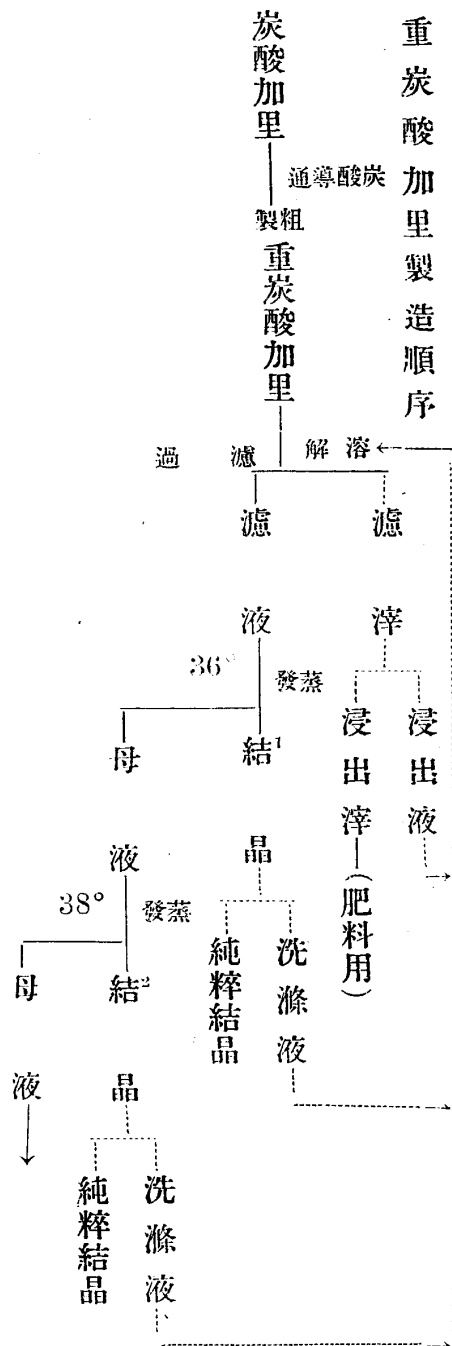 重炭酸加里製造順序
炭酸加里
通導酸炭
製粗
重炭酸加里
過濾
解溶
濾滓
浸出液
浸出滓—(肥料用)
濾液
36°
發蒸
結¹晶
洗滌液
純粹結晶
母液
38°
發蒸
結²晶
洗滌液
純粹結晶
母液